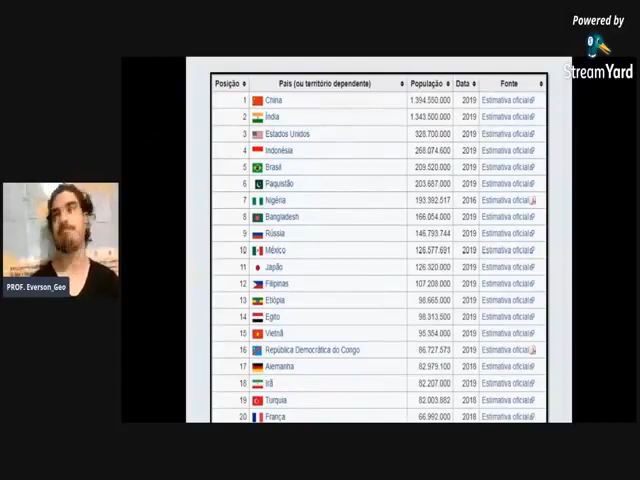 Powered by
StreamYard
Posição País (ou território dependente) População Data Fonte
1 China 1.394.550.000 2019 Estimativa oficial
2 Índia 1.343.500.000 2019 Estimativa oficial
3 Estados Unidos 328.700.000 2019 Estimativa oficial
4 Indonésia 268.074.600 2019 Estimativa oficial
5 Brasil 209.520.000 2019 Estimativa oficial
6 Paquistão 203.687.000 2019 Estimativa oficial
7 Nigéria 193.392.517 2016 Estimativa oficial
8 Bangladesh 166.054.000 2019 Estimativa oficial
9 Rússia 146.793.744 2019 Estimativa oficial
10 México 126.577.691 2019 Estimativa oficial
11 Japão 126.320.000 2019 Estimativa oficial
12 Filipinas 107.208.000 2019 Estimativa oficial
13 Etiópia 98.665.000 2019 Estimativa oficial
14 Egito 98.313.500 2019 Estimativa oficial
15 Vietnã 95.354.000 2019 Estimativa oficial
16 República Democrática do Congo 86.727.573 2019 Estimativa oficial
17 Alemanha 82.979.100 2018 Estimativa oficial
18 Irã 82.207.000 2019 Estimativa oficial
19 Turquia 82.003.882 2018 Estimativa oficial
20 França 66.992.000 2018 Estimativa oficial
PROF. Everson_Geo